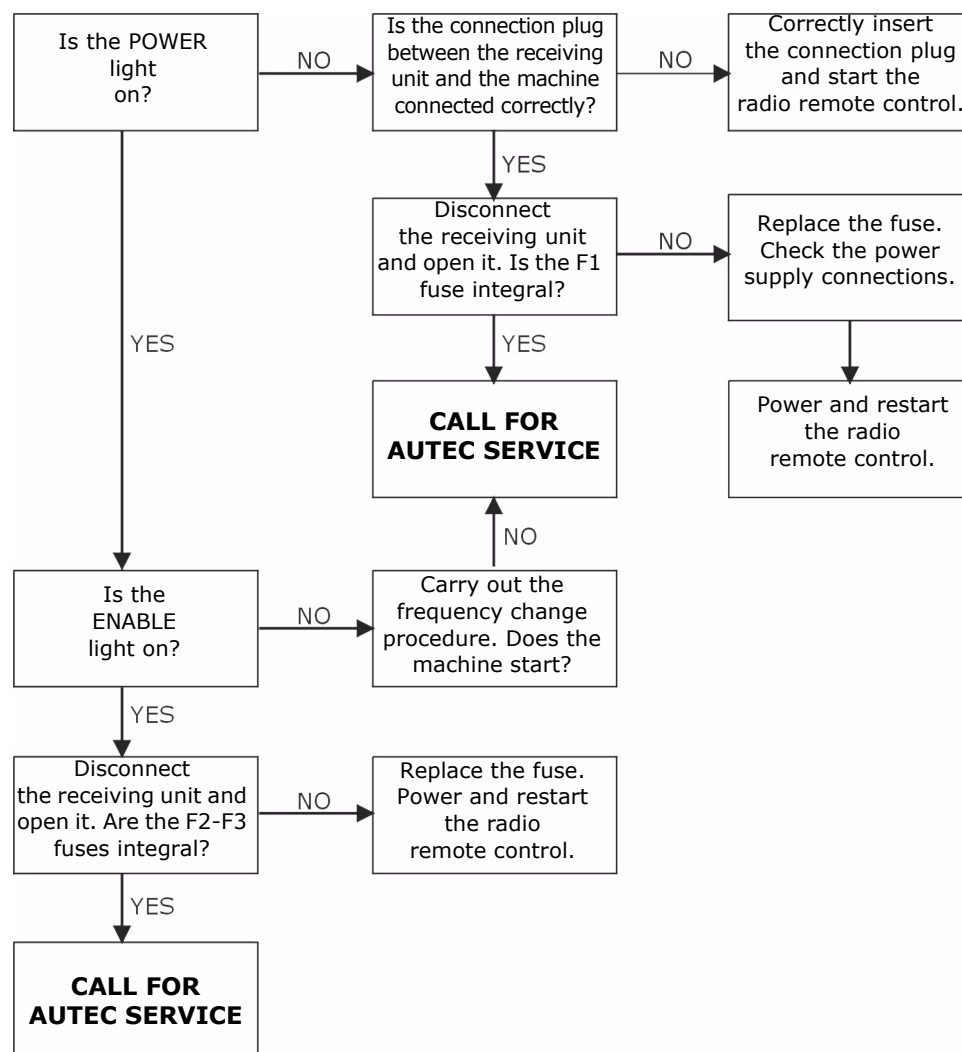 Is the POWER
light
on?
NO
Is the connection plug
between the receiving
unit and the machine
connected correctly?
NO
Correctly insert
the connection plug
and start the
radio remote control.
YES
Disconnect
the receiving unit
and open it. Is the F1
fuse integral?
NO
Replace the fuse.
Check the power
supply connections.
YES
YES
CALL FOR
AUTEC SERVICE
Power and restart
the radio
remote control.
NO
Is the
ENABLE
light on?
NO
Carry out the
frequency change
procedure. Does the
machine start?
YES
Disconnect
the receiving unit and
open it. Are the F2-F3
fuses integral?
NO
Replace the fuse.
Power and restart
the radio
remote control.
YES
CALL FOR
AUTEC SERVICE